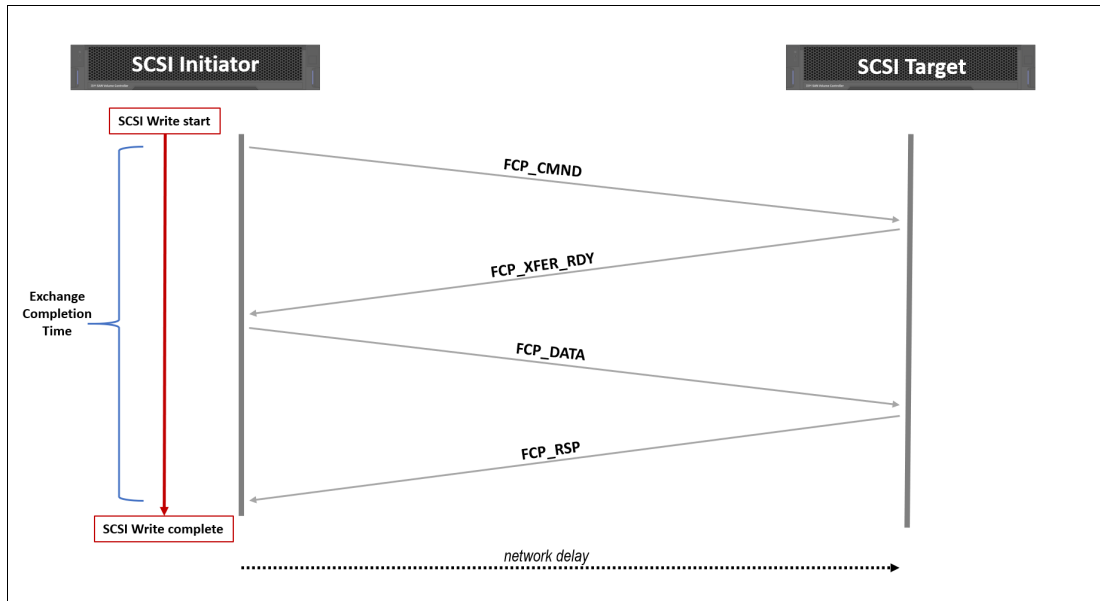 SCSI Initiator
SCSI Target
SCSI Write start
FCP_CMND
FCP_XFER_RDY
Exchange
Completion
Time
FCP_DATA
FCP_RSP
SCSI Write complete
network delay